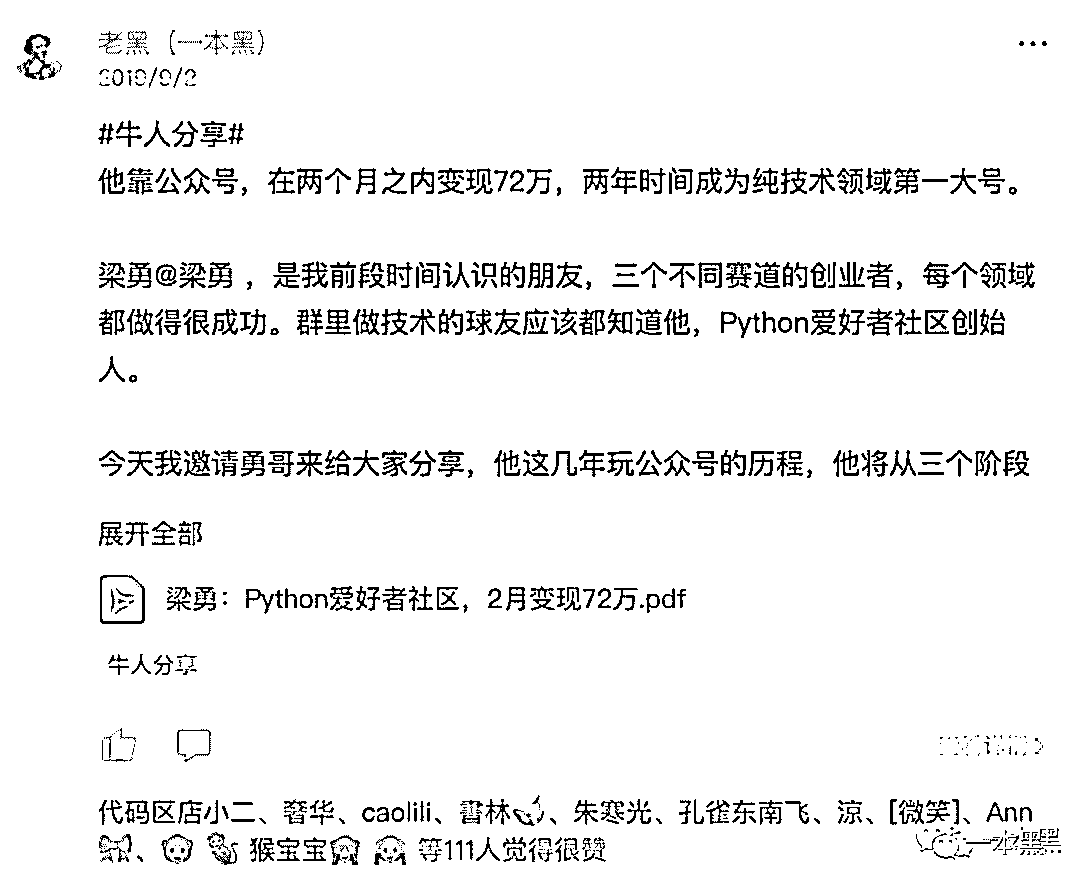 老黑（一本黑）
2019/9/2
#牛人分享#
他靠公众号，在两个月之内变现72万，两年时间成为纯技术领域第一大号。
梁勇@梁勇 ，是我前段时间认识的朋友，三个不同赛道的创业者，每个领域
都做得很成功。群里做技术的球友应该都知道他，Python爱好者社区创始
人。
今天我邀请勇哥来给大家分享，他这几年玩公众号的历程，他将从三个阶段
展开全部
梁勇：Python爱好者社区，2月变现72万.pdf
牛人分享
查看详情
代码区店小二、奢华、caolili、書林、朱寒光、孔雀东南飞、涼、[微笑]、Ann
、猴宝宝 等111人觉得很赞
一本黑黑